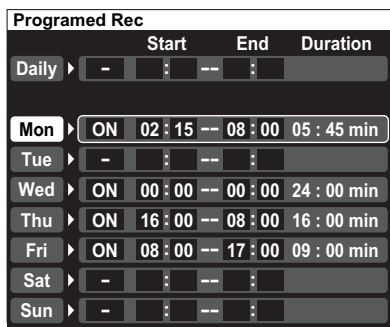 Programed Rec
Start End Duration
Daily - : -- :
Mon ON 02 : 15 -- 08 : 00 05 : 45 min
Tue - : -- :
Wed ON 00 : 00 -- 00 : 00 24 : 00 min
Thu ON 16 : 00 -- 08 : 00 16 : 00 min
Fri ON 08 : 00 -- 17 : 00 09 : 00 min
Sat - : -- :
Sun - : -- :